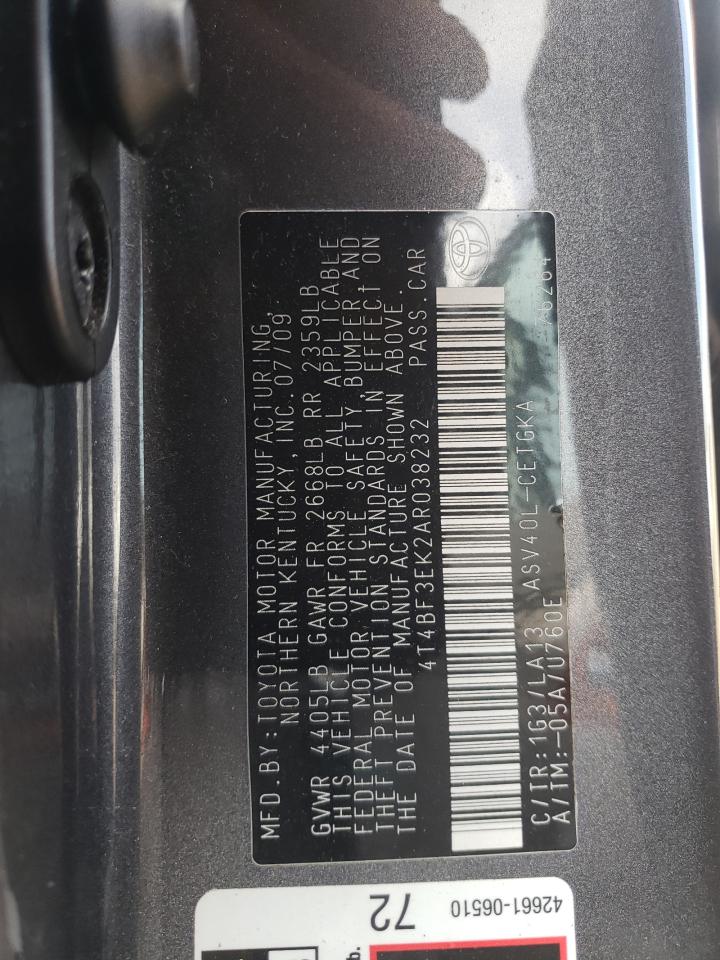 MFD.BY:TOYOTA MOTOR MANUFACTURING,
NORTHERN KENTUCKY, INC.07/09
GVWR 4405LB GAWR FR 2668LB RR 2359LB
THIS VEHICLE CONFORMS TO ALL APPLICABLE
FEDERAL MOTOR VEHICLE SAFETY, BUMPER, AND
THEFT PREVENTION STANDARDS IN EFFECT ON
THE DATE OF MANUFACTURE SHOWN ABOVE.
4T4BF3EK2AR038232 PASS.CAR
C/TR:1G3/LA13 ASV40L-CETGKA
A/TM:-05A/U760E
42661-06510
72